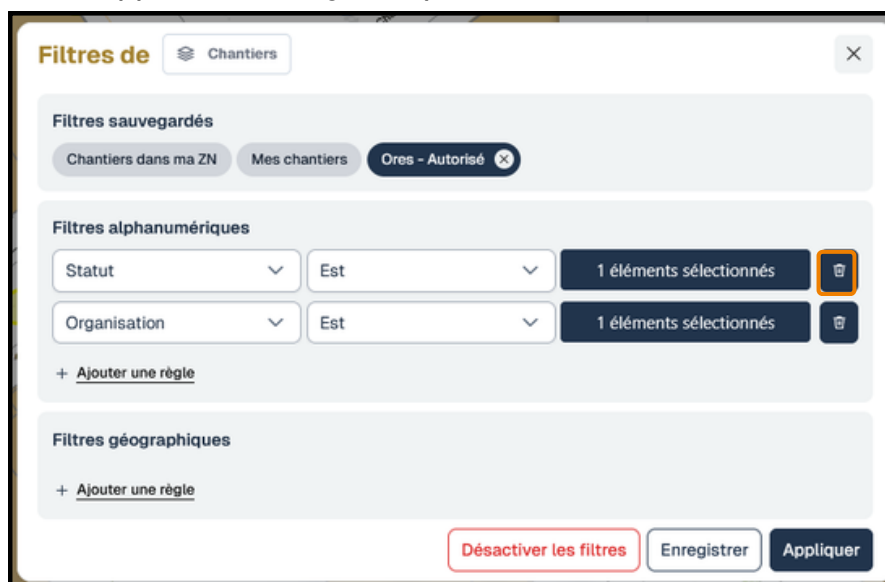 Filtres de Chantiers
Filtres sauvegardés
Chantiers dans ma ZN Mes chantiers Ores - Autorisé
Filtres alphanumériques
Statut Est 1 éléments sélectionnés
Organisation Est 1 éléments sélectionnés
+ Ajouter une règle
Filtres géographiques
+ Ajouter une règle
Désactiver les filtres Enregistrer Appliquer